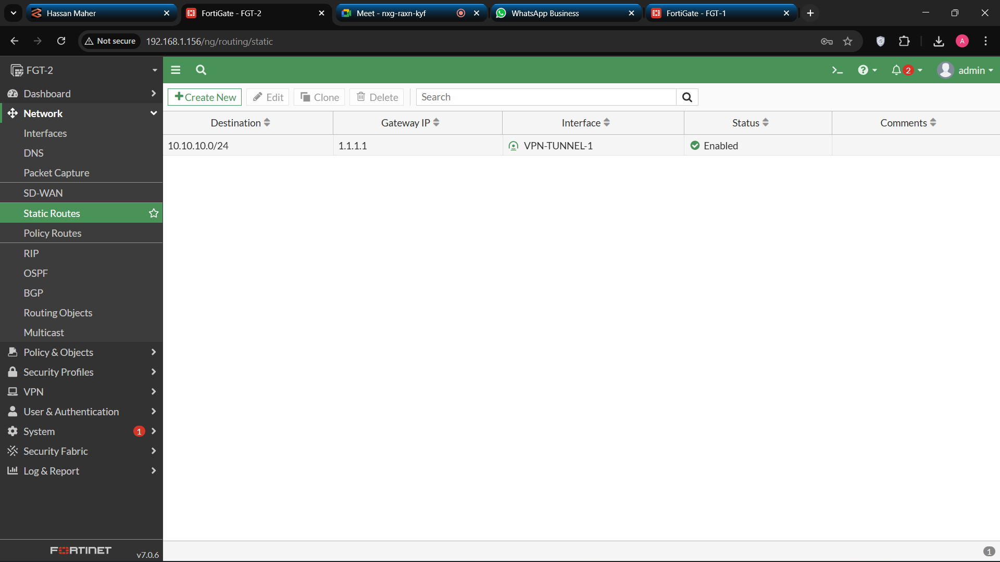 Hassan Maher
FortiGate - FGT-2
Meet - nxg-raxn-kyf
WhatsApp Business
FortiGate - FGT-1
Not secure
192.168.1.156/ng/routing/static
A
FGT-2
2
admin
Dashboard
Network
Interfaces
DNS
Packet Capture
SD-WAN
Static Routes
Policy Routes
RIP
OSPF
BGP
Routing Objects
Multicast
Policy & Objects
Security Profiles
VPN
User & Authentication
System 1
Security Fabric
Log & Report
FORTINET
v7.0.6
Create New Edit Clone Delete Search
Destination Gateway IP Interface Status Comments
10.10.10.0/24 1.1.1.1 VPN-TUNNEL-1 Enabled
1